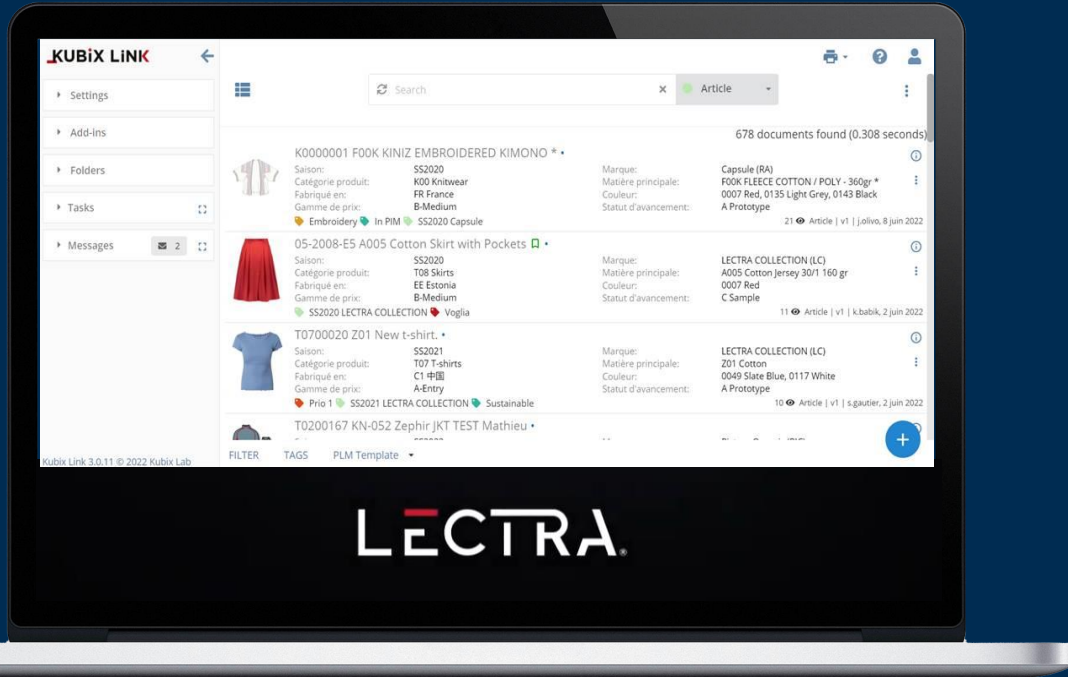 KUBiX LiNK
Settings
Add-ins
Folders
Tasks
Messages 2
Kubix Link 3.0.11 © 2022 Kubix Lab
Search
Article
678 documents found (0.308 seconds)
K0000001 F00K KINIZ EMBROIDERED KIMONO * •
Saison: SS2020 Marque: Capsule (RA)
Catégorie produit: K00 Knitwear Matière principale: F00K FLEECE COTTON / POLY - 360gr *
Fabriqué en: FR France Couleur: 0007 Red, 0135 Light Grey, 0143 Black
Gamme de prix: B-Medium Statut d'avancement: A Prototype
Embroidery In PIM SS2020 Capsule 21 Article | v1 | j.olivo, 8 juin 2022
05-2008-E5 A005 Cotton Skirt with Pockets •
Saison: SS2020 Marque: LECTRA COLLECTION (LC)
Catégorie produit: T08 Skirts Matière principale: A005 Cotton Jersey 30/1 160 gr
Fabriqué en: EE Estonia Couleur: 0007 Red
Gamme de prix: B-Medium Statut d'avancement: C Sample
SS2020 LECTRA COLLECTION Voglia 11 Article | v1 | k.babik, 2 juin 2022
T0700020 Z01 New t-shirt. •
Saison: SS2021 Marque: LECTRA COLLECTION (LC)
Catégorie produit: T07 T-shirts Matière principale: Z01 Cotton
Fabriqué en: C1 中国 Couleur: 0049 Slate Blue, 0117 White
Gamme de prix: A-Entry Statut d'avancement: A Prototype
Prio 1 SS2021 LECTRA COLLECTION Sustainable 10 Article | v1 | s.gautier, 2 juin 2022
T0200167 KN-052 Zephir JKT TEST Mathieu •
FILTER TAGS PLM Template
LECTRA